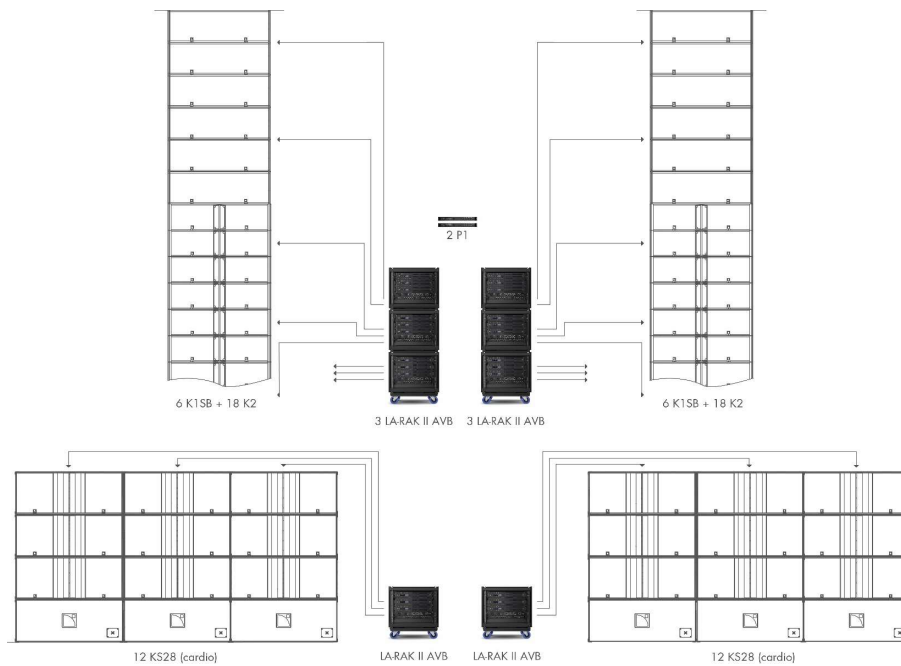 2 P1
6 K1SB + 18 K2
6 K1SB + 18 K2
3 LA-RAK II AVB
3 LA-RAK II AVB
12 KS28 (cardio)
LA-RAK II AVB
LA-RAK II AVB
12 KS28 (cardio)